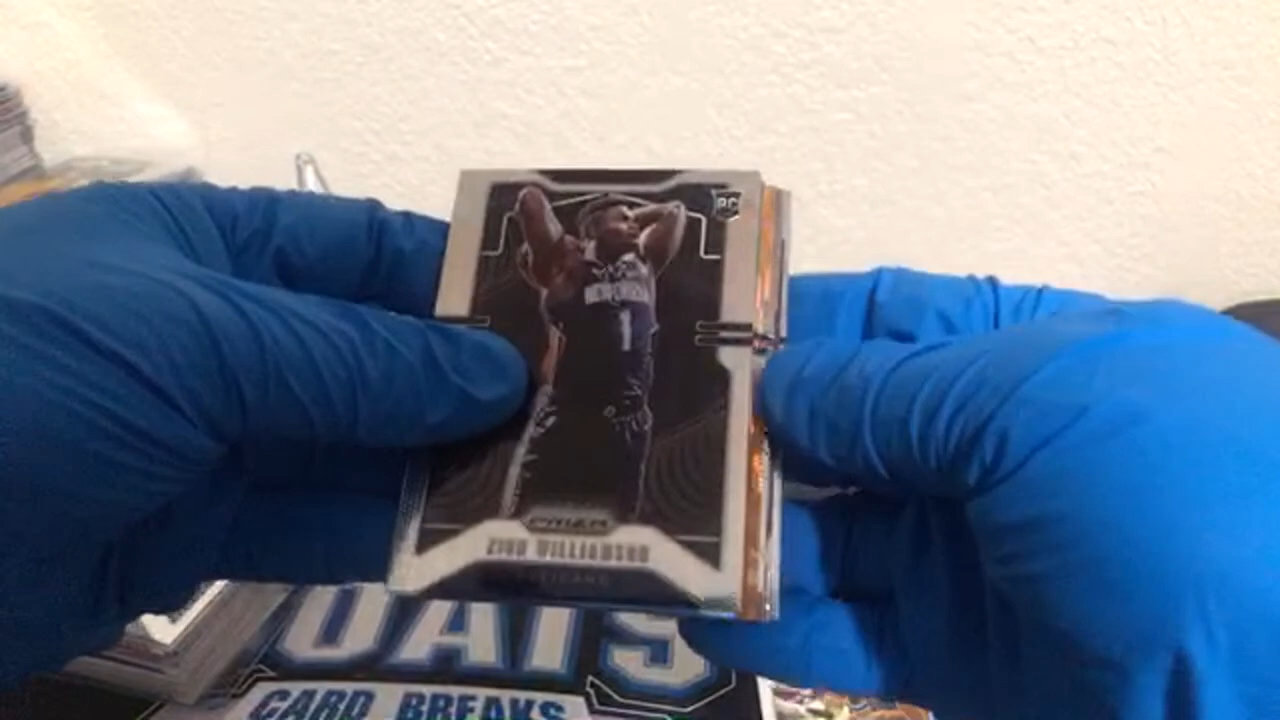 RC
NEW ORLEANS
1
PRIZM
ZION WILLIAMSON
PELICANS
OATS
CARD BREAKS